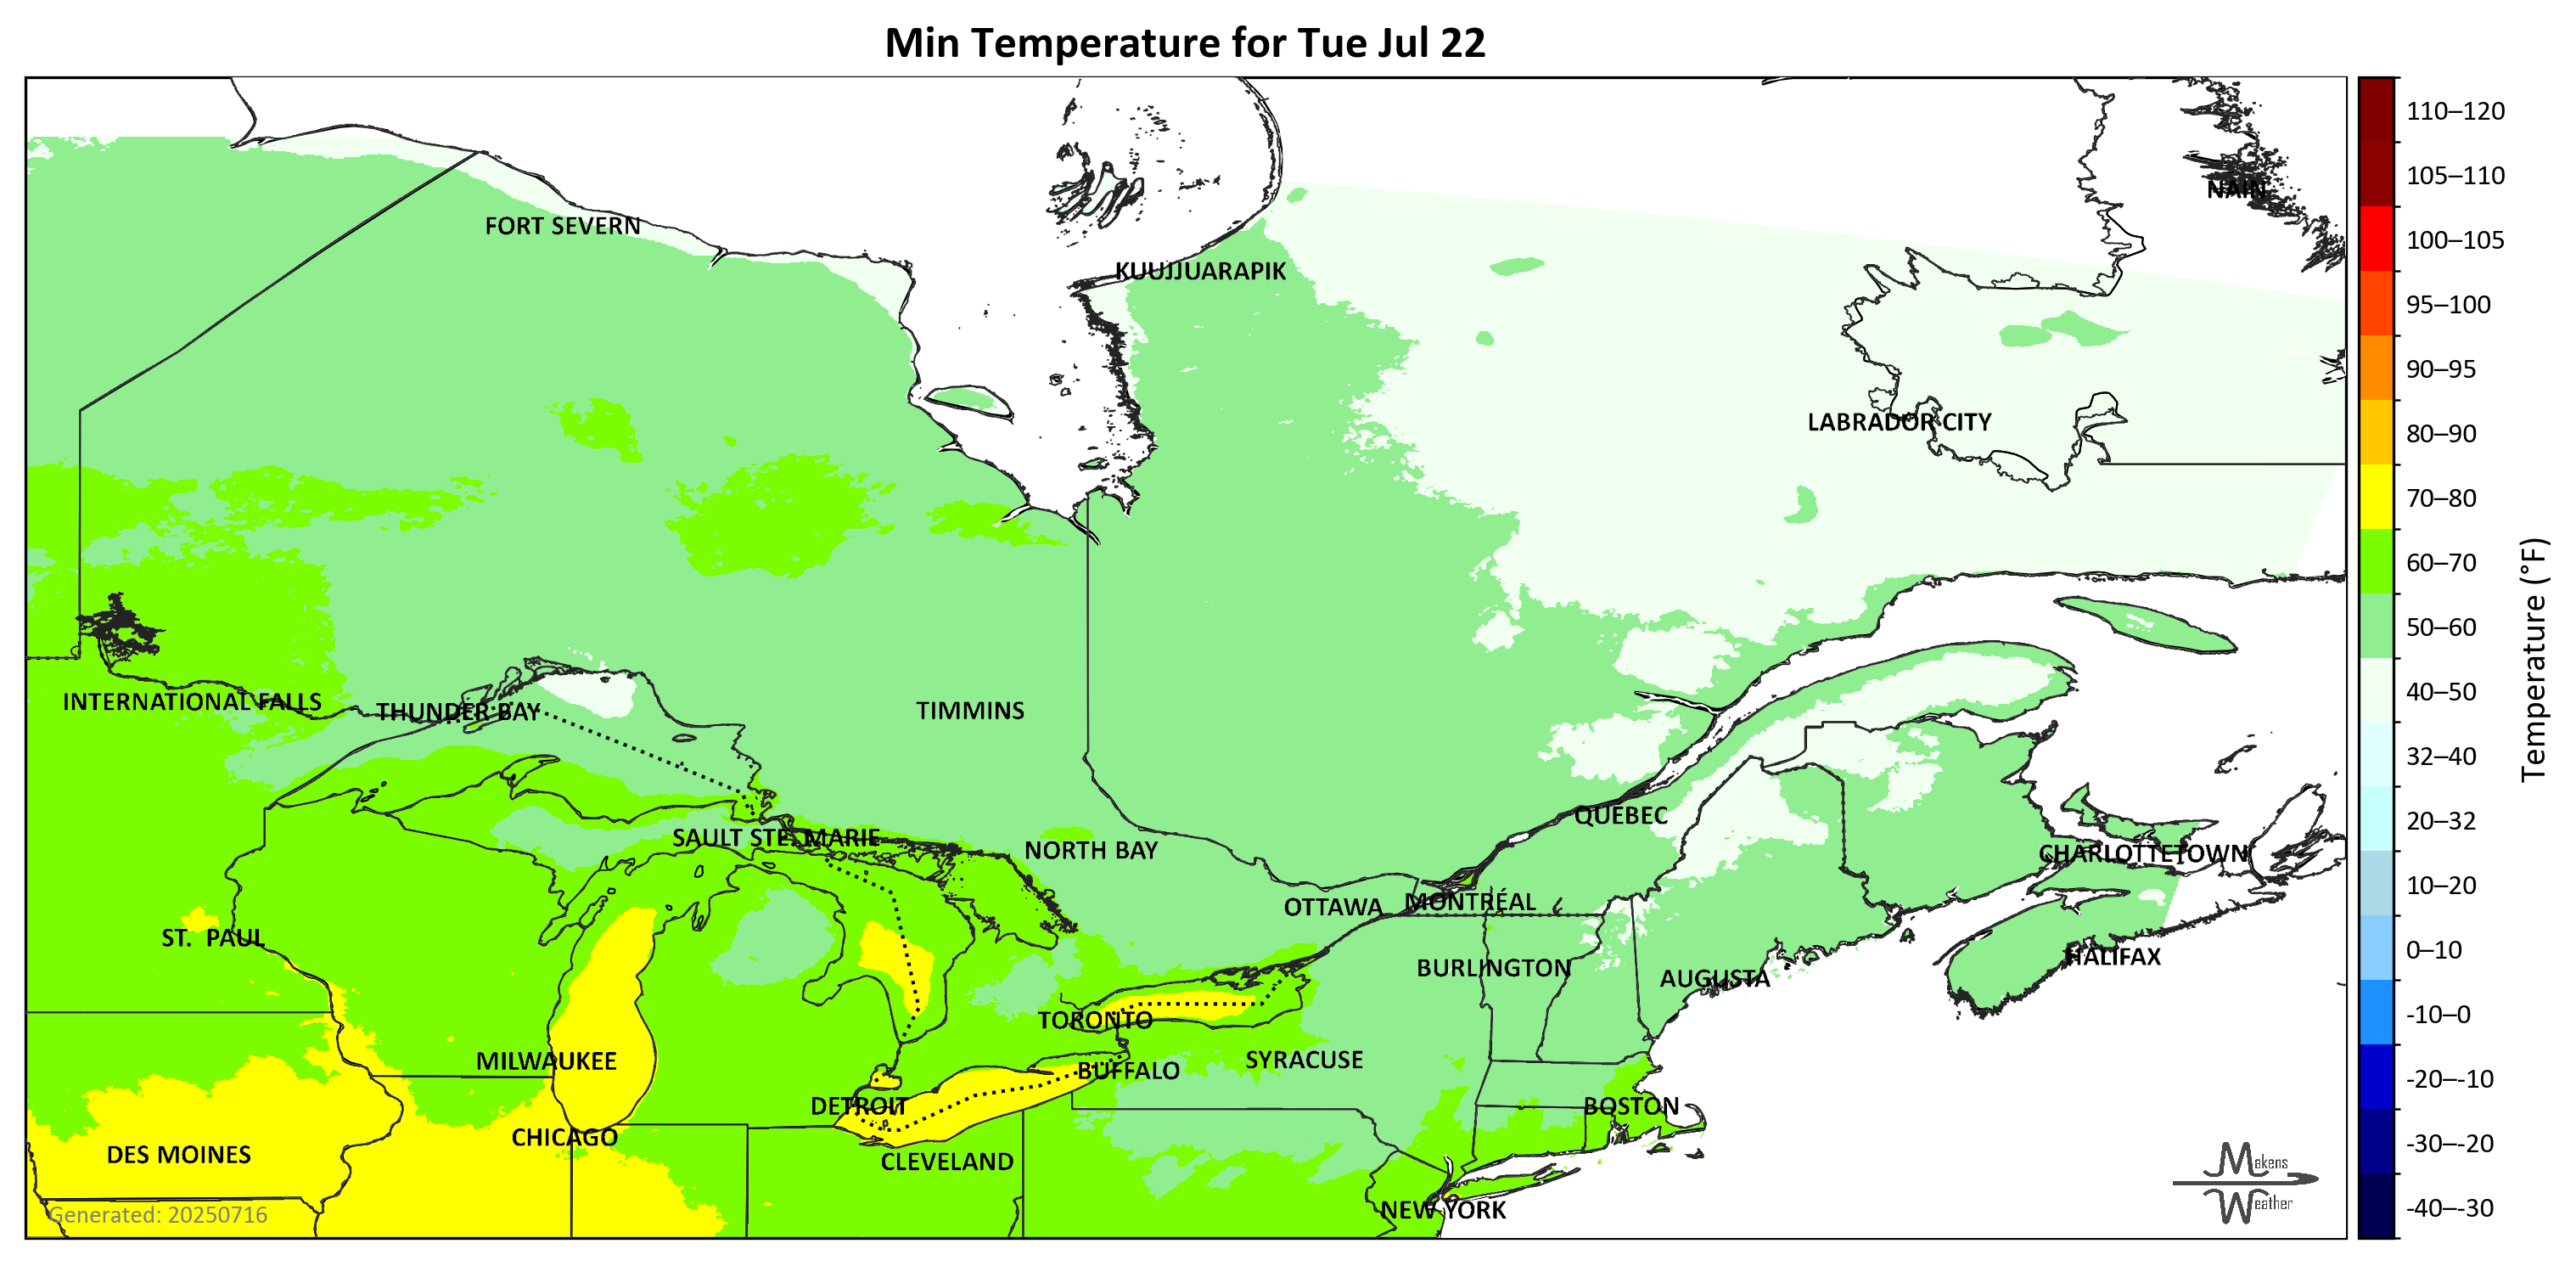 Min Temperature for Tue Jul 22
110–120
105–110
NAIN
FORT SEVERN
100–105
KUUJJUARAPIK
95–100
90–95
LABRADOR CITY
80–90
70–80
60–70
50–60
Temperature (°F)
40–50
INTERNATIONAL FALLS
THUNDER BAY
TIMMINS
32–40
QUÉBEC
20–32
SAULT STE. MARIE
NORTH BAY
CHARLOTTETOWN
10–20
OTTAWA
MONTRÉAL
ST. PAUL
HALIFAX
0–10
BURLINGTON
AUGUSTA
TORONTO
-10–0
MILWAUKEE
SYRACUSE
BUFFALO
-20–-10
DETROIT
BOSTON
CHICAGO
-30–-20
DES MOINES
CLEVELAND
Makens
Weather
NEW YORK
-40–-30
Generated: 20250716